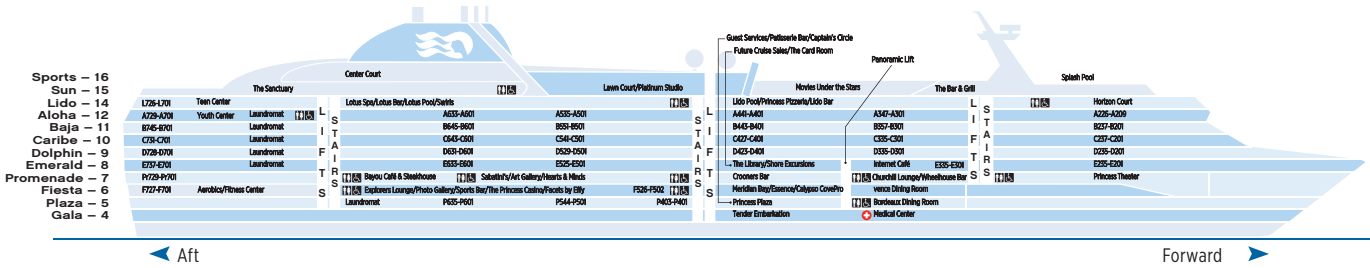 Guest Services/Patisserie Bar/Captain's Circle
Future Cruise Sales/The Card Room
Panoramic Lift
Sports – 16 Center Court Splash Pool
Sun – 15 The Sanctuary Lawn Court/Platinum Studio Movies Under the Stars The Bar & Grill
Lido – 14 L726-L701 Teen Center Lotus Spa/Lotus Bar/Lotus Pool/Swirls Lido Pool/Princess Pizzeria/Lido Bar Horizon Court
Aloha – 12 A729-A701 Youth Center Laundromat A633-A601 A535-A501 A441-A401 A347-A301 A226-A209
Baja – 11 B745-B701 Laundromat B645-B601 B551-B501 B443-B401 B357-B301 B237-B201
Caribe – 10 C731-C701 Laundromat C643-C601 C541-C501 C427-C401 C335-C301 C237-C201
Dolphin – 9 D728-D701 Laundromat D631-D601 D529-D501 D423-D401 D335-D301 D235-D201
Emerald – 8 E737-E701 Laundromat E633-E601 E525-E501 The Library/Shore Excursions Internet Café E335-E301 E235-E201
Promenade – 7 Pr729-Pr701 Bayou Café & Steakhouse Sabatini's/Art Gallery/Hearts & Minds Crooners Bar Churchill Lounge/Wheelhouse Bar Princess Theater
Fiesta – 6 F727-F701 Aerobics/Fitness Center Explorers Lounge/Photo Gallery/Sports Bar/The Princess Casino/Facets by Effy F526-F502 Meridian Bay/Essence/Calypso CovePro vence Dining Room
Plaza – 5 Laundromat P635-P601 P544-P501 P403-P401 Princess Plaza Bordeaux Dining Room
Gala – 4 Tender Embarkation Medical Center
LIFTS
STAIRS
STAIRS
LIFTS
LIFTS
STAIRS
Aft Forward